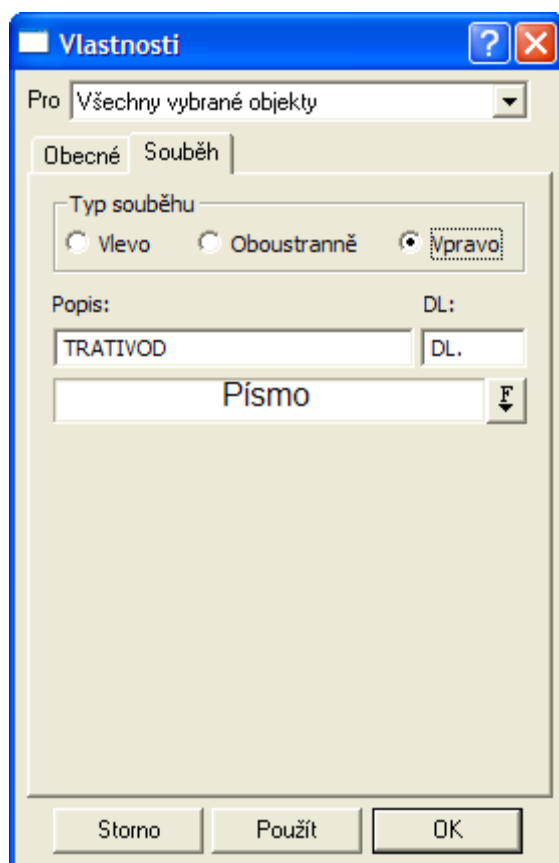 Vlastnosti
Pro Všechny vybrané objekty
Obecné Souběh
Typ souběhu
Vlevo Oboustranně Vpravo
Popis: DL:
TRATIVOD DL.
Písmo F
Storno Použít OK